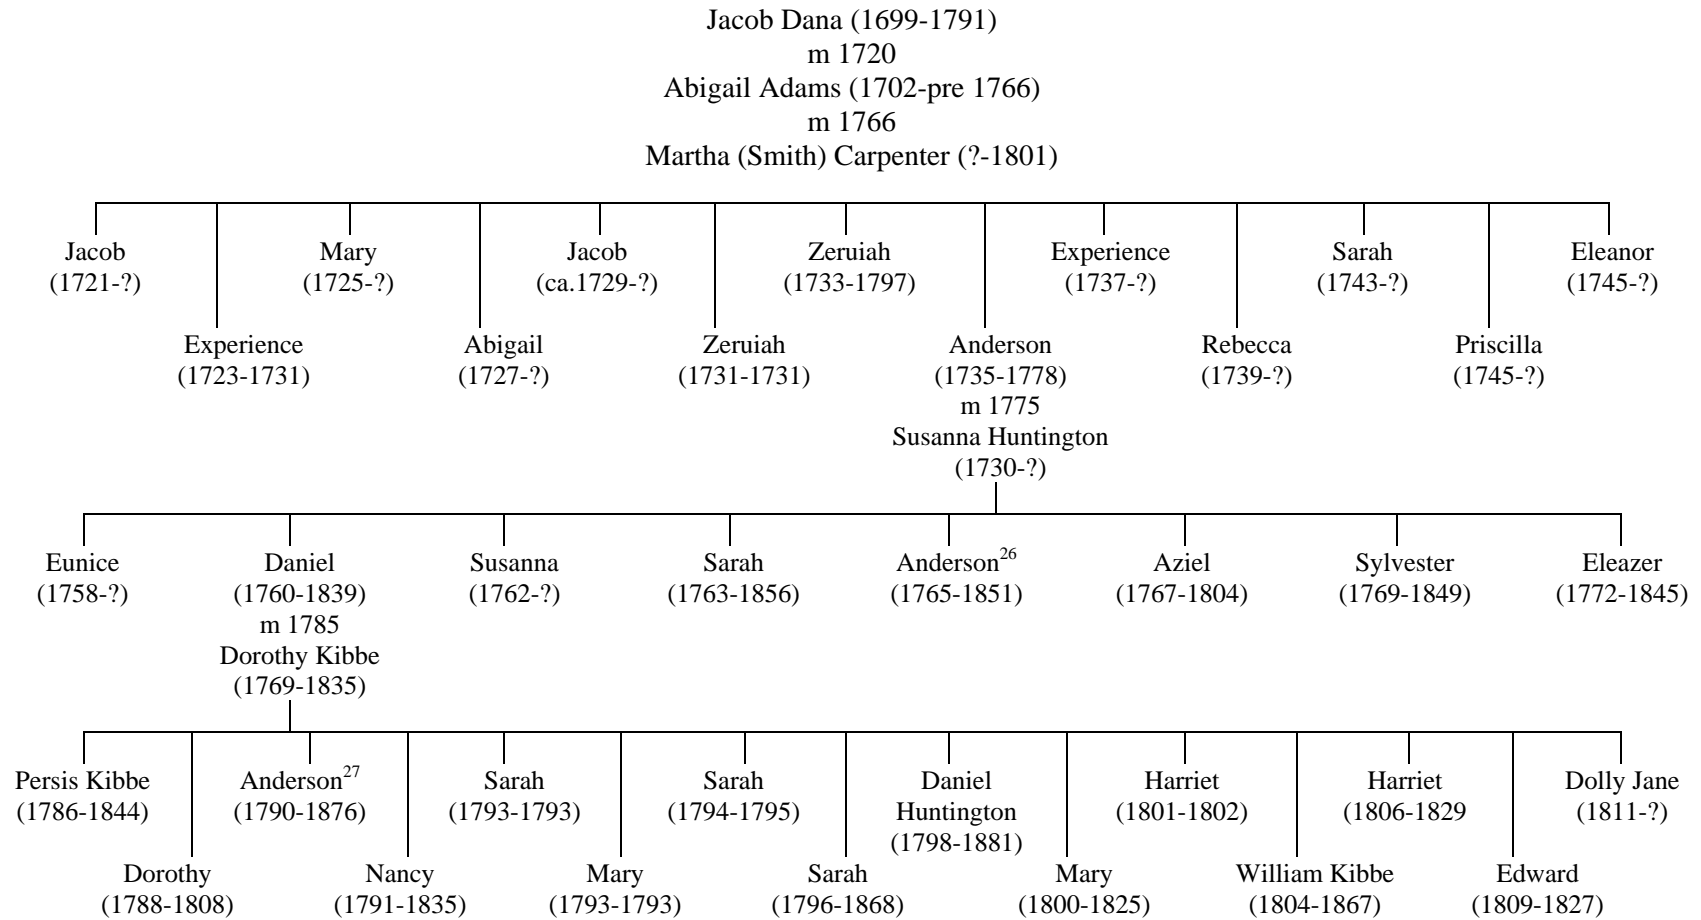 Jacob Dana (1699-1791)
m 1720
Abigail Adams (1702-pre 1766)
m 1766
Martha (Smith) Carpenter (?-1801)
Jacob
(1721-?)
Experience
(1723-1731)
Mary
(1725-?)
Abigail
(1727-?)
Jacob
(ca.1729-?)
Zeruiah
(1731-1731)
Zeruiah
(1733-1797)
Anderson
(1735-1778)
m 1775
Susanna Huntington
(1730-?)
Experience
(1737-?)
Rebecca
(1739-?)
Sarah
(1743-?)
Priscilla
(1745-?)
Eleanor
(1745-?)
Eunice
(1758-?)
Daniel
(1760-1839)
m 1785
Dorothy Kibbe
(1769-1835)
Susanna
(1762-?)
Sarah
(1763-1856)
Anderson26
(1765-1851)
Aziel
(1767-1804)
Sylvester
(1769-1849)
Eleazer
(1772-1845)
Persis Kibbe
(1786-1844)
Dorothy
(1788-1808)
Anderson27
(1790-1876)
Nancy
(1791-1835)
Sarah
(1793-1793)
Mary
(1793-1793)
Sarah
(1794-1795)
Sarah
(1796-1868)
Daniel
Huntington
(1798-1881)
Mary
(1800-1825)
Harriet
(1801-1802)
William Kibbe
(1804-1867)
Harriet
(1806-1829
Edward
(1809-1827)
Dolly Jane
(1811-?)